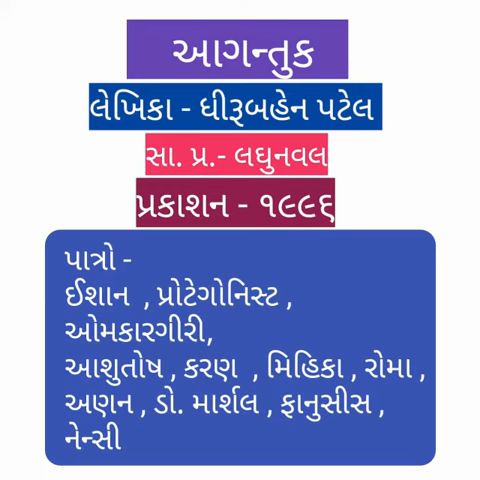 આગન્તુક
લેખિકા - ધીરૂબહેન પટેલ
સા. પ્ર.- લઘુનવલ
પ્રકાશન - ૧૯૯૬
પાત્રો -
ઈશાન , પ્રોટેગોનિસ્ટ ,
ઓમકારગીરી,
આશુતોષ , કરણ , મિહિકા , રોમા ,
અણન , ડો. માર્શલ , ફાનુસીસ ,
નેન્સી